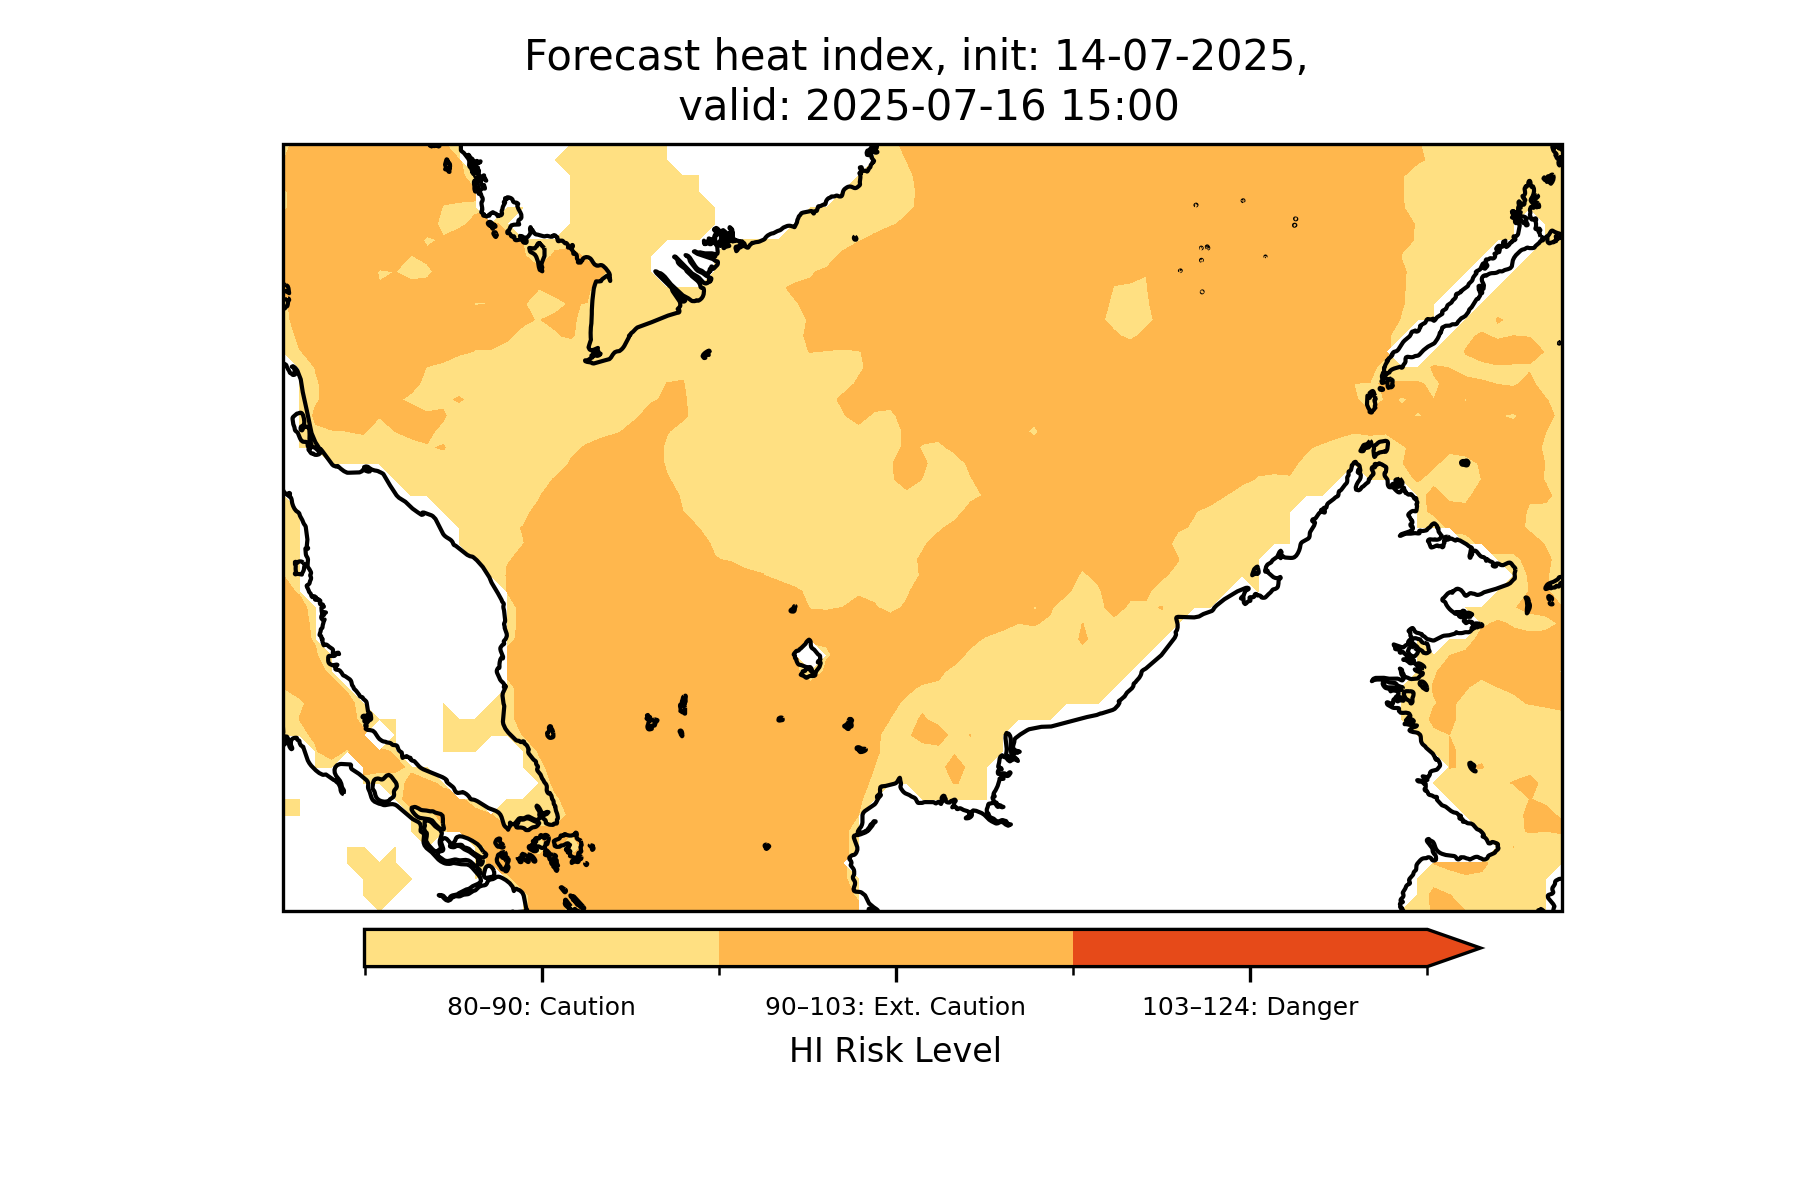 Forecast heat index, init: 14-07-2025,
valid: 2025-07-16 15:00
80–90: Caution
90–103: Ext. Caution
103–124: Danger
HI Risk Level